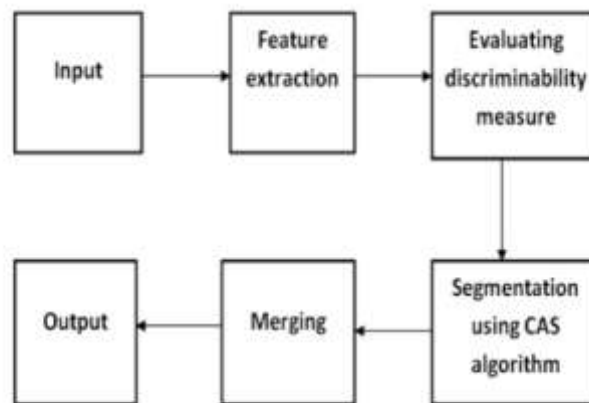 Input
Feature
extraction
Evaluating
discriminability
measure
Segmentation
using CAS
algorithm
Merging
Output